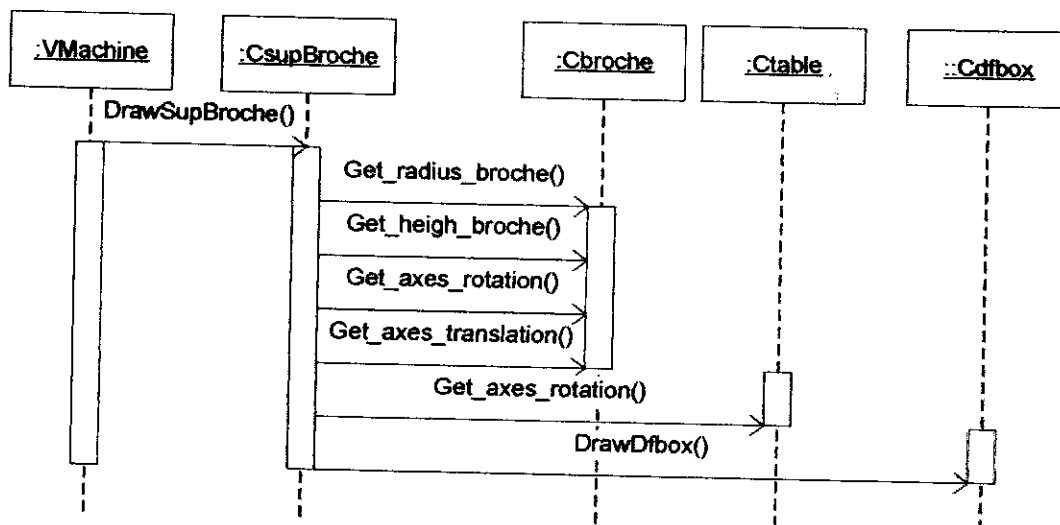 :VMachine
:CsupBroche
:Cbroche
:Ctable
::Cdfbox
DrawSupBroche()
Get_radius_broche()
Get_heigh_broche()
Get_axes_rotation()
Get_axes_translation()
Get_axes_rotation()
DrawDfbox()